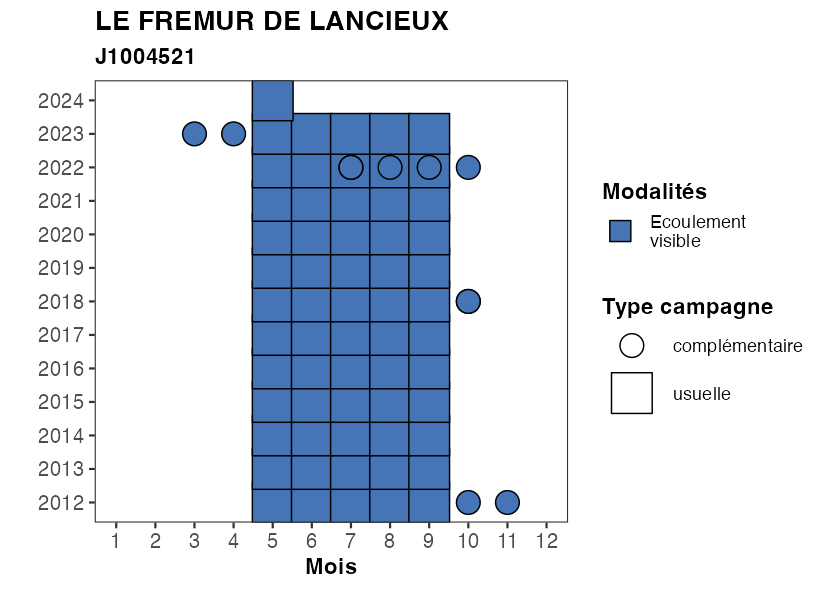 LE FREMUR DE LANCIEUX
J1004521
2024
2023
2022
2021
2020
2019
2018
2017
2016
2015
2014
2013
2012
1 2 3 4 5 6 7 8 9 10 11 12
Mois
Modalités
Ecoulement
visible
Type campagne
complémentaire
usuelle